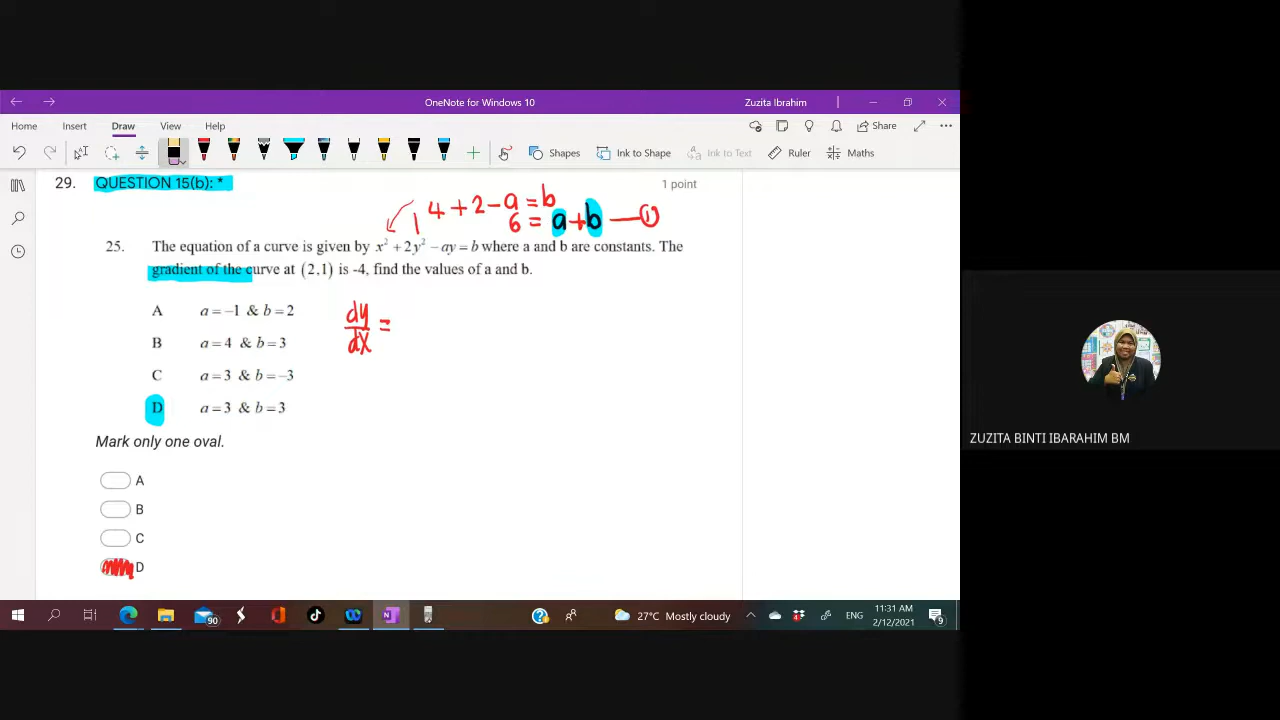 OneNote for Windows 10
Zuzita Ibrahim
Home Insert Draw View Help
Share
Shapes Ink to Shape Ink to Text Ruler Maths
29. QUESTION 15(b): *
1 point
4 + 2 - a = b
6 = a + b — ①
25. The equation of a curve is given by x² + 2y² − ay = b where a and b are constants. The
gradient of the curve at (2,1) is -4, find the values of a and b.
A a = −1 & b = 2
dy/dx =
B a = 4 & b = 3
C a = 3 & b = −3
D a = 3 & b = 3
Mark only one oval.
A
B
C
D
ZUZITA BINTI IBARAHIM BM
90
27°C Mostly cloudy
ENG
11:31 AM
2/12/2021
9